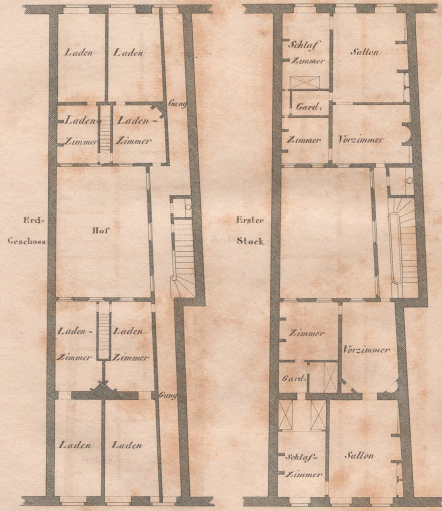 Laden
Laden
Gang
Laden-
Zimmer
Laden-
Zimmer
Erd-
Geschoss
Hof
Laden-
Zimmer
Laden
Zimmer
Gang
Laden
Laden
Schlaf
Zimmer
Sallon
Gard:
Zimmer
Vorzimmer
Erster
Stock
Zimmer
Vorzimmer
Gard:
Schlaf-
Zimmer
Sallon